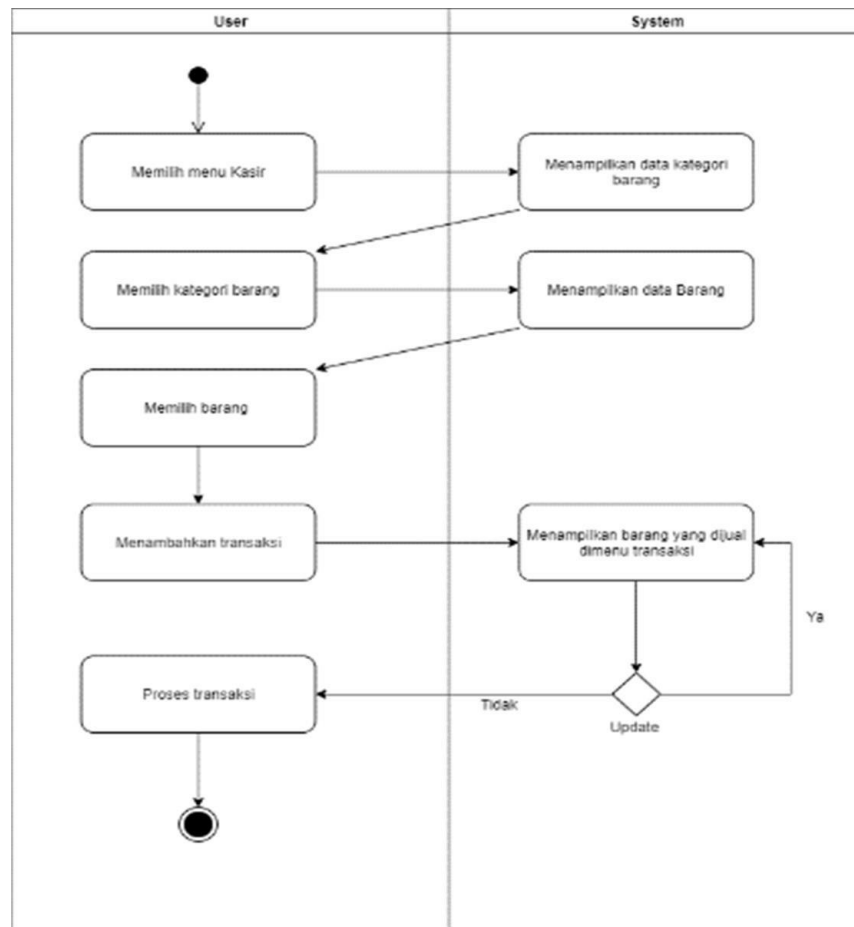 User
System
Memilih menu Kasir
Menampilkan data kategori
barang
Memilih kategori barang
Menampilkan data Barang
Memilih barang
Menambahkan transaksi
Menampilkan barang yang dijual
dimenu transaksi
Ya
Proses transaksi
Tidak
Update